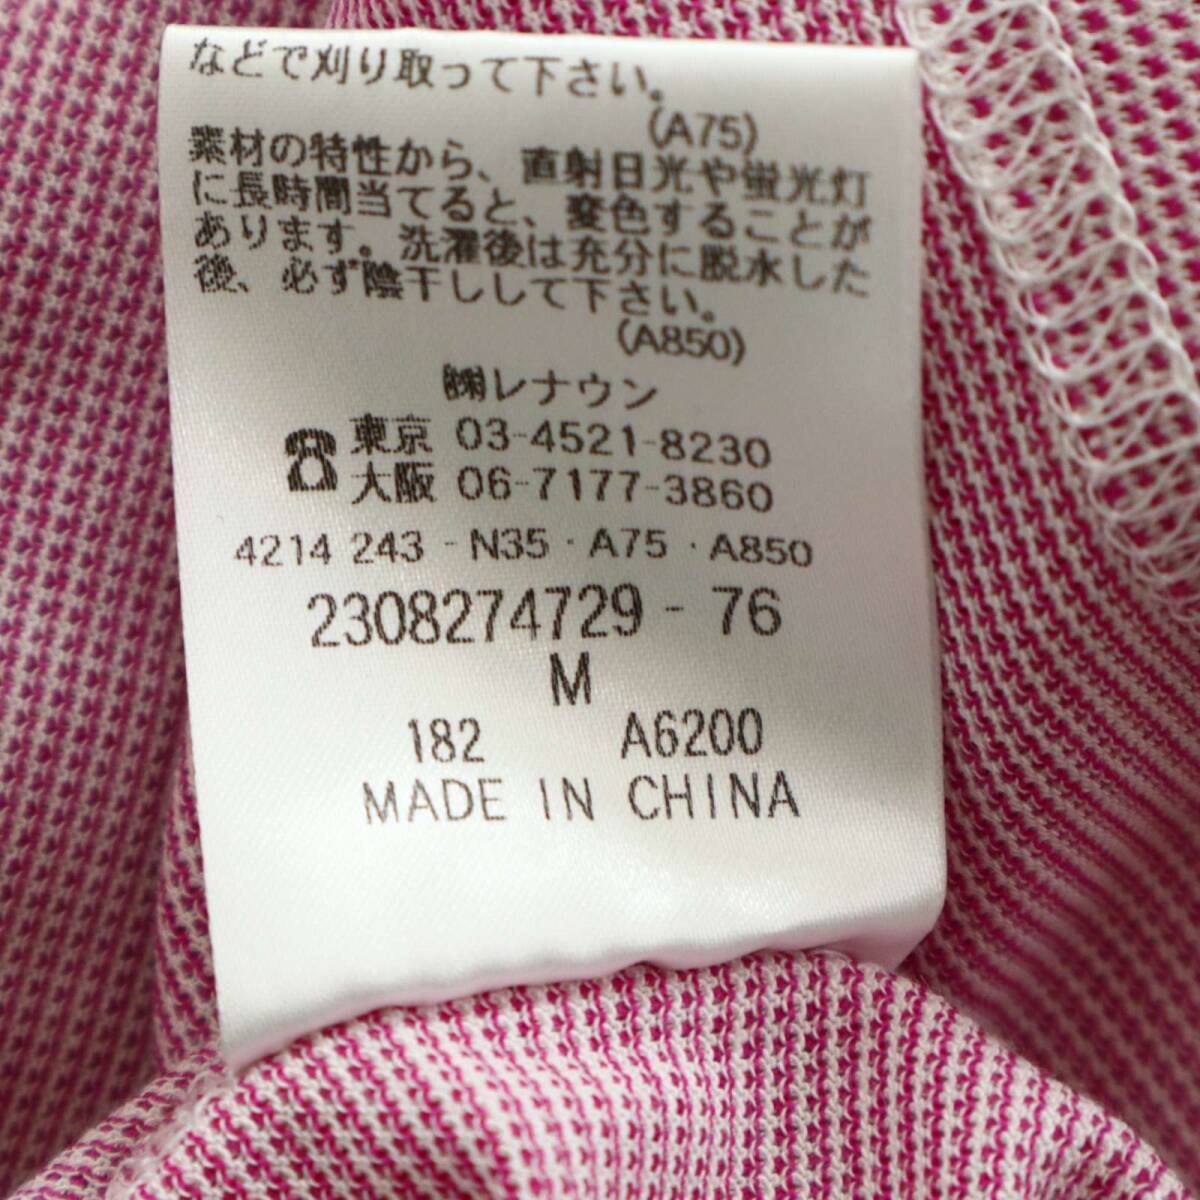 などで刈り取って下さい。
(A75)
素材の特性から、直射日光や蛍光灯
に長時間当てると、変色することが
あります。洗濯後は充分に脱水した
後、必ず陰干しして下さい。
(A850)
㈱レナウン
☎東京 03-4521-8230
大阪 06-7177-3860
4214 243 - N35 · A75 · A850
2308274729 - 76
M
182 A6200
MADE IN CHINA